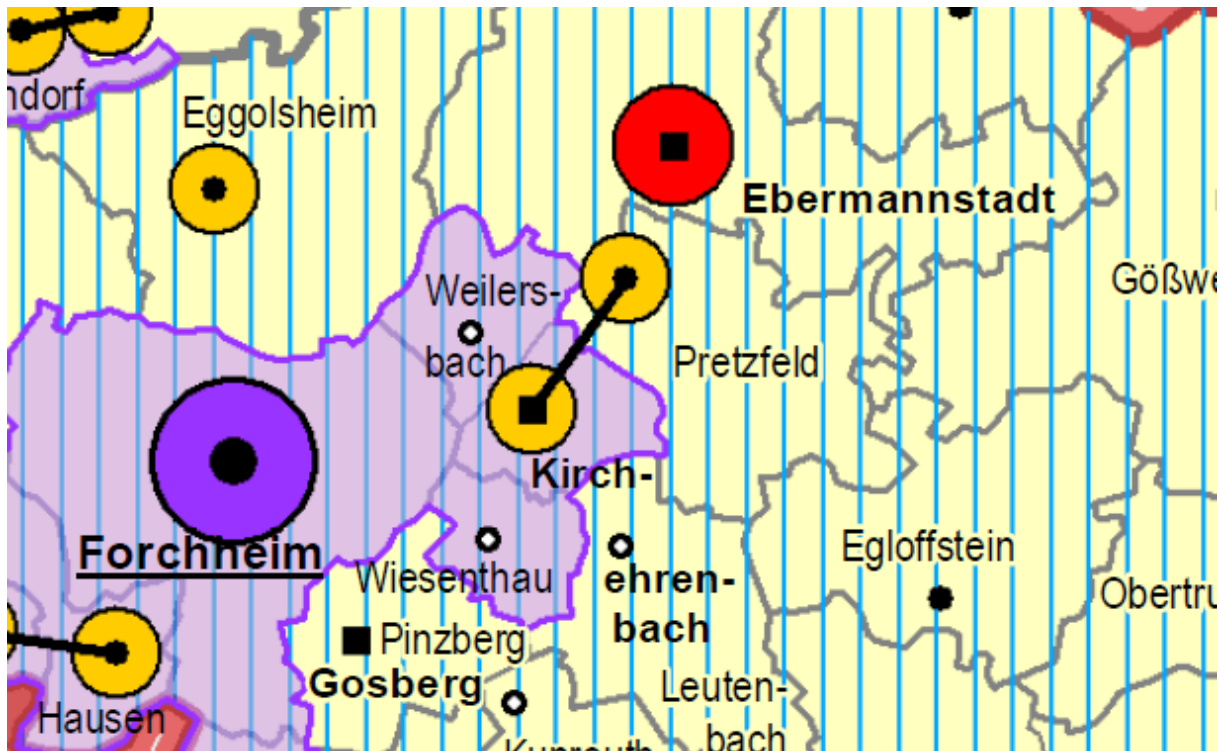 ndorf
Eggolsheim
Ebermannstadt
Weilers-
bach
Gößwe
Pretzfeld
Kirch-
Forchheim
Wiesenthau
ehren-
bach
Egloffstein
Obertru
Pinzberg
Gosberg
Hausen
Leuten-
bach
Kunreuth